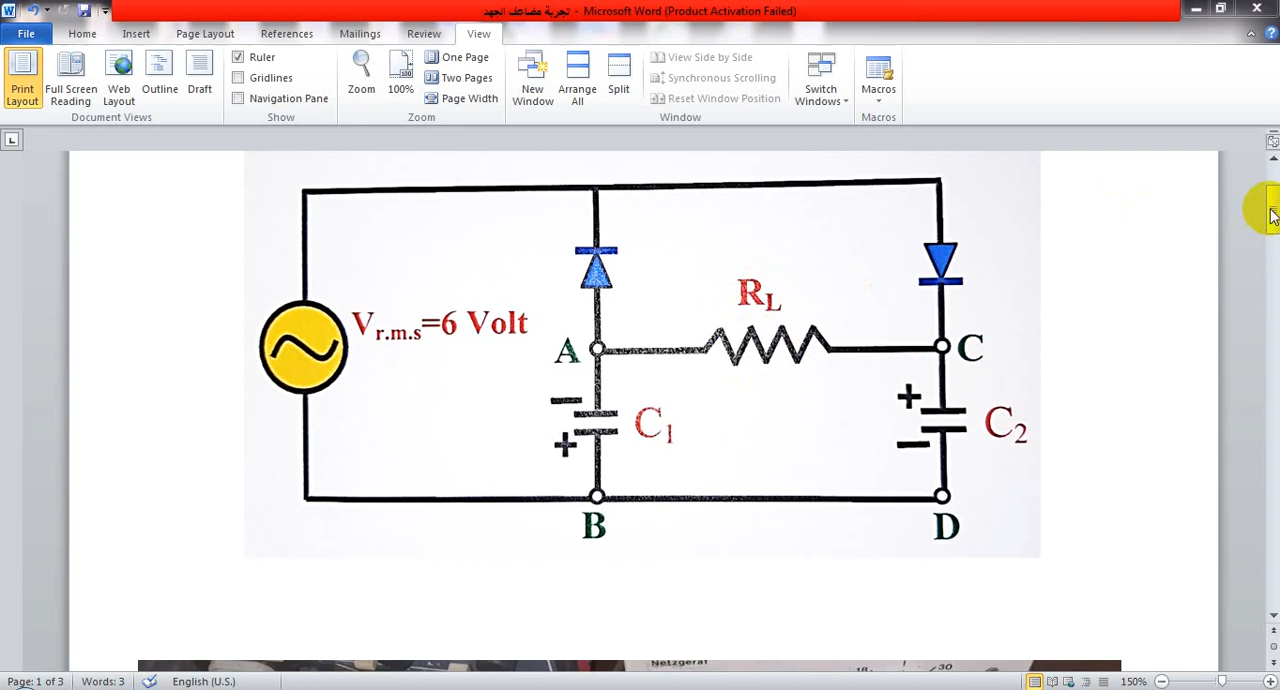 تجربة مضاعف الجهد - Microsoft Word (Product Activation Failed)
File Home Insert Page Layout References Mailings Review View
Print Layout
Full Screen Reading
Web Layout
Outline
Draft
Document Views
Ruler
Gridlines
Navigation Pane
Show
Zoom
100%
One Page
Two Pages
Page Width
Zoom
New Window
Arrange All
Split
View Side by Side
Synchronous Scrolling
Reset Window Position
Window
Switch Windows
Macros
Macros
RL
Vr.m.s=6 Volt
A
C
C1
C2
B
D
Netzgerät
Page: 1 of 3 Words: 3 English (U.S.) 150%